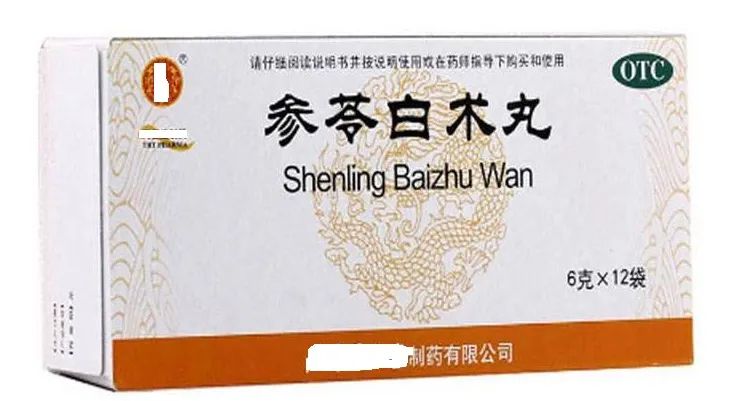 请仔细阅读说明书并按说明使用或在药师指导下购买和使用
OTC
®
参苓白术丸
Shenling Baizhu Wan
6克×12袋
制药有限公司